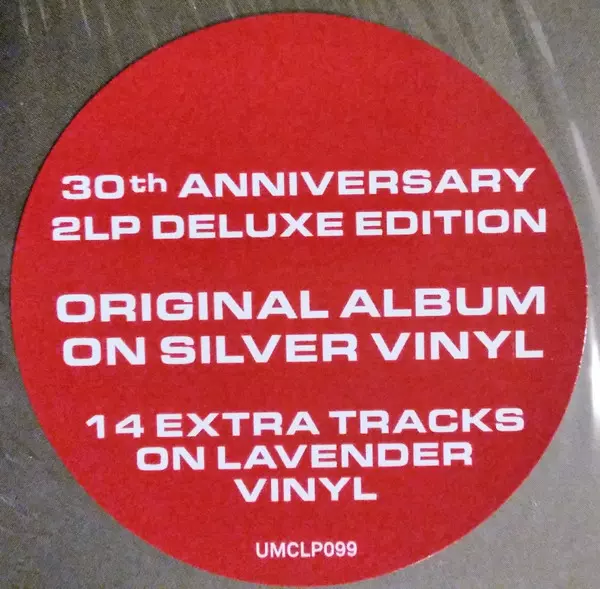 30th ANNIVERSARY
2LP DELUXE EDITION
ORIGINAL ALBUM
ON SILVER VINYL
14 EXTRA TRACKS
ON LAVENDER
VINYL
UMCLP099